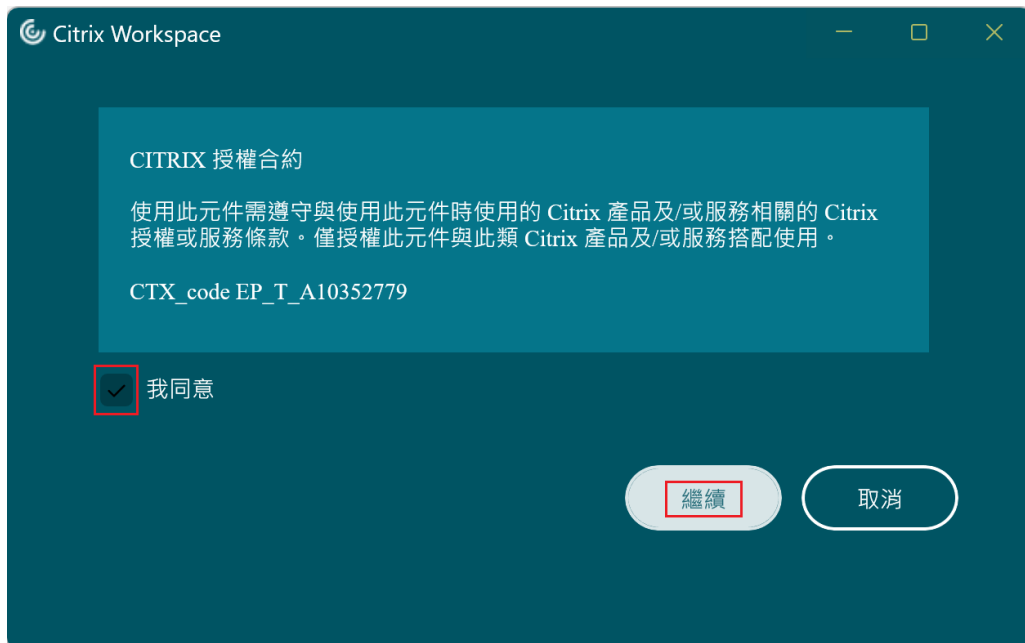 Citrix Workspace
CITRIX 授權合約
使用此元件需遵守與使用此元件時使用的 Citrix 產品及/或服務相關的 Citrix
授權或服務條款。僅授權此元件與此類 Citrix 產品及/或服務搭配使用。
CTX_code EP_T_A10352779
我同意
繼續
取消